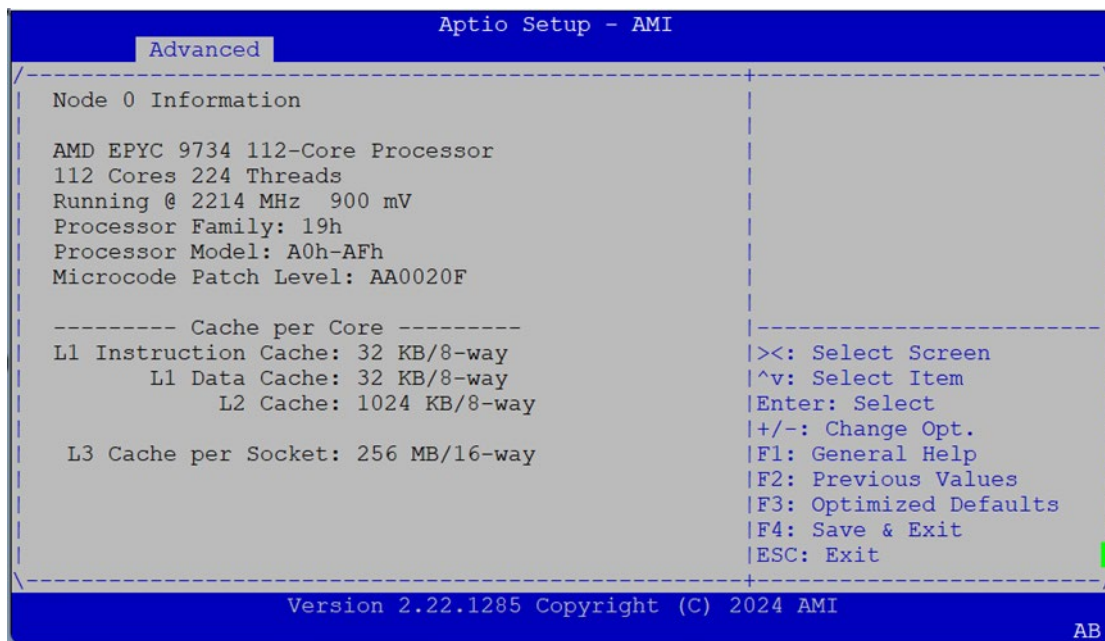 Aptio Setup - AMI
Advanced
Node 0 Information
AMD EPYC 9734 112-Core Processor
112 Cores 224 Threads
Running @ 2214 MHz  900 mV
Processor Family: 19h
Processor Model: A0h-AFh
Microcode Patch Level: AA0020F
--------- Cache per Core ---------
L1 Instruction Cache: 32 KB/8-way
L1 Data Cache: 32 KB/8-way
L2 Cache: 1024 KB/8-way
L3 Cache per Socket: 256 MB/16-way
><: Select Screen
^v: Select Item
Enter: Select
+/-: Change Opt.
F1: General Help
F2: Previous Values
F3: Optimized Defaults
F4: Save & Exit
ESC: Exit
Version 2.22.1285 Copyright (C) 2024 AMI
AB